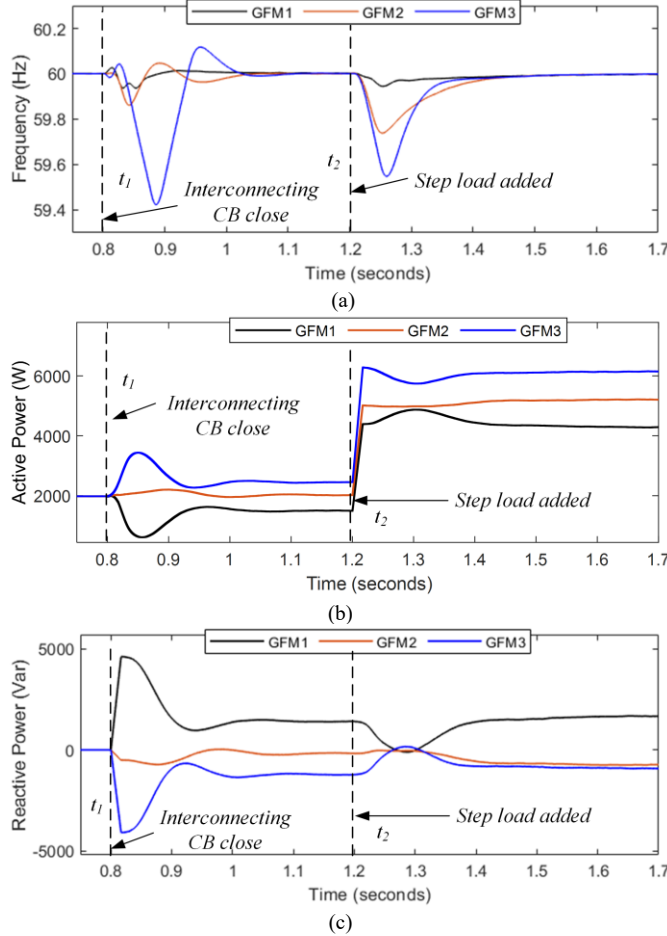 GFM1 GFM2 GFM3
60.2
60
59.8
59.6
59.4
Frequency (Hz)
t1
Interconnecting
CB close
t2
Step load added
0.8 0.9 1 1.1 1.2 1.3 1.4 1.5 1.6 1.7
Time (seconds)
(a)
GFM1 GFM2 GFM3
6000
4000
2000
Active Power (W)
t1
Interconnecting
CB close
Step load added
t2
0.8 0.9 1 1.1 1.2 1.3 1.4 1.5 1.6 1.7
Time (seconds)
(b)
GFM1 GFM2 GFM3
5000
0
-5000
Reactive Power (Var)
t1
Interconnecting
CB close
t2
Step load added
0.8 0.9 1 1.1 1.2 1.3 1.4 1.5 1.6 1.7
Time (seconds)
(c)